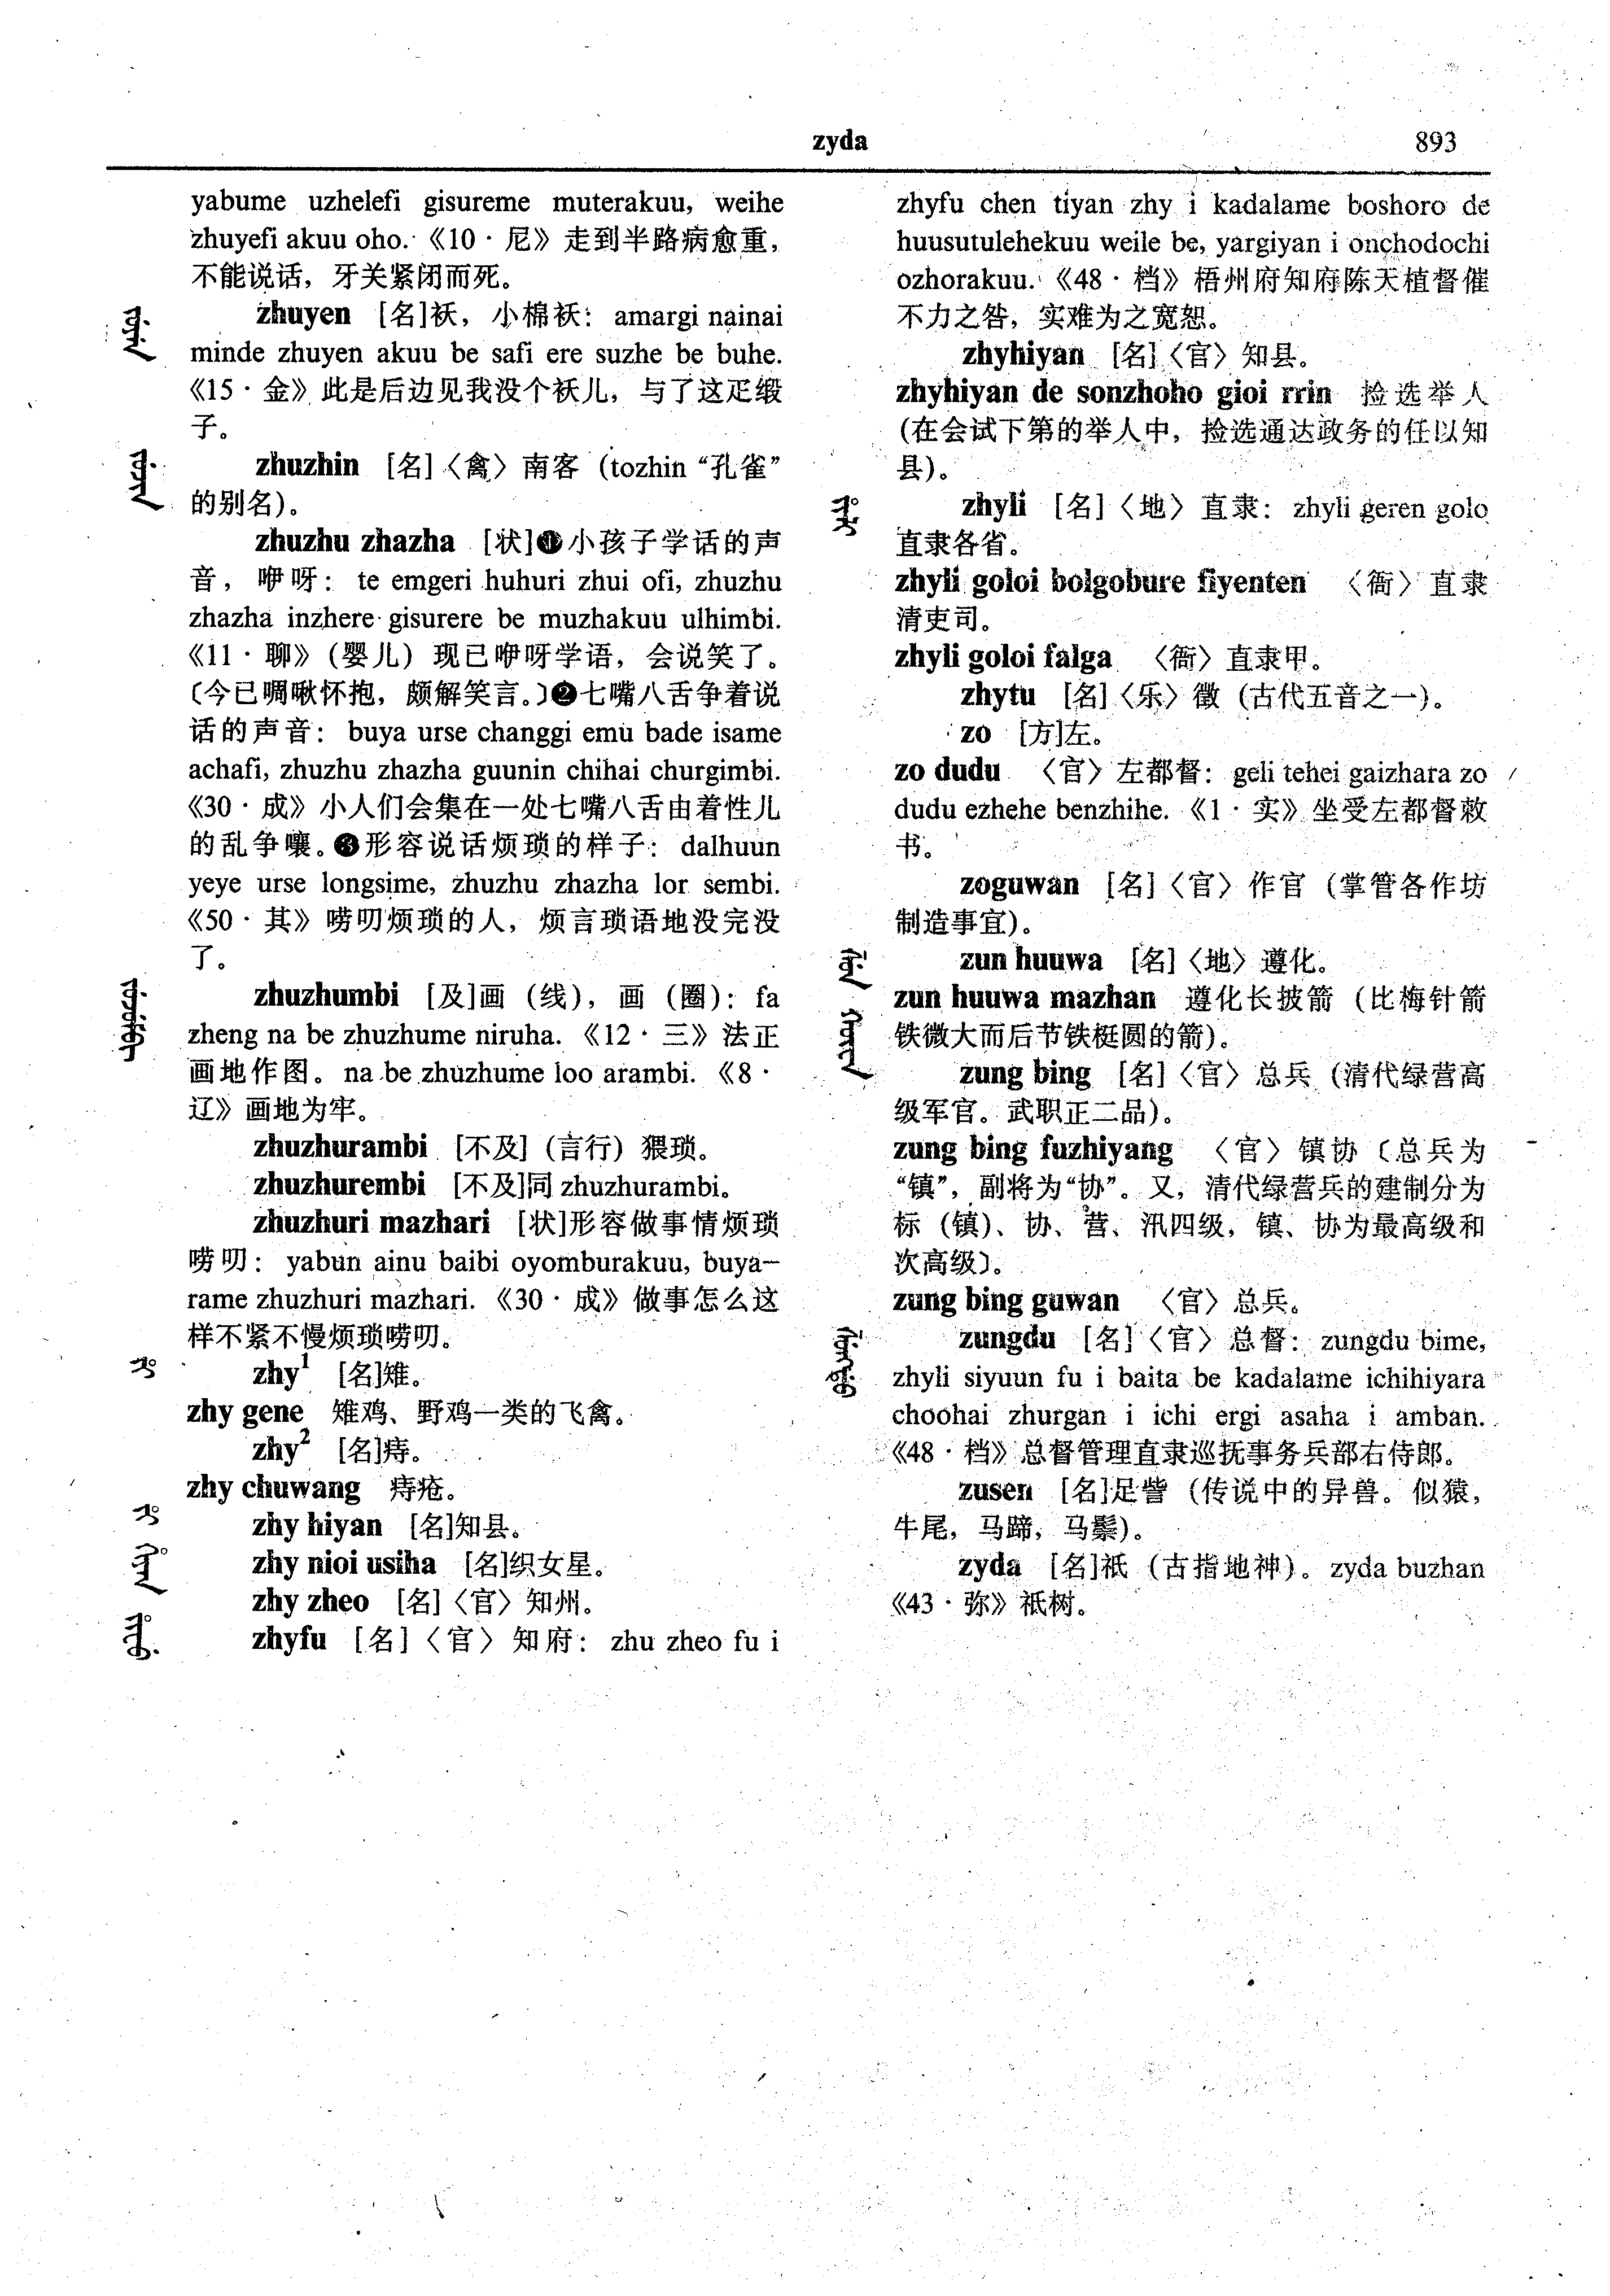 zyda
893
yabume uzhelefi gisureme muterakuu, weihe
zhuyefi akuu oho.《10·尼》走到半路病愈重,
不能说话，牙关紧闭而死。
zhuyen [名]袄，小棉袄：amargi nainai
minde zhuyen akuu be safi ere suzhe be buhe.
《15·金》此是后边见我没个袄儿，与了这疋缎
子。
zhuzhin [名]〈禽〉南客（tozhin “孔雀”
的别名）。
zhuzhu zhazha [状]❶小孩子学话的声
音，咿呀：te emgeri huhuri zhui ofi, zhuzhu
zhazha inzhere gisurere be muzhakuu ulhimbi.
《11·聊》（婴儿）现已咿呀学语，会说笑了。
〔今已啁啾怀抱，颇解笑言。〕❷七嘴八舌争着说
话的声音：buya urse changgi emu bade isame
achafi, zhuzhu zhazha guunin chihai churgimbi.
《30·成》小人们会集在一处七嘴八舌由着性儿
的乱争嚷。❸形容说话烦琐的样子：dalhuun
yeye urse longsime, zhuzhu zhazha lor sembi.
《50·其》唠叨烦琐的人，烦言琐语地没完没
了。
zhuzhumbi [及]画（线），画（圈）：fa
zheng na be zhuzhume niruha.《12·三》法正
画地作图。na be zhuzhume loo arambi.《8·
辽》画地为牢。
zhuzhurambi [不及]（言行）猥琐。
zhuzhurembi [不及]同 zhuzhurambi。
zhuzhuri mazhari [状]形容做事情烦琐
唠叨：yabun ainu baibi oyomburakuu, buya-
rame zhuzhuri mazhari.《30·成》做事怎么这
样不紧不慢烦琐唠叨。
zhy¹ [名]雉。
zhy gene 雉鸡、野鸡一类的飞禽。
zhy² [名]痔。
zhy chuwang 痔疮。
zhy hiyan [名]知县。
zhy nioi usiha [名]织女星。
zhy zheo [名]〈官〉知州。
zhyfu [名]〈官〉知府：zhu zheo fu i
zhyfu chen tiyan zhy i kadalame boshoro de
huusutulehekuu weile be, yargiyan i onchodochi
ozhorakuu.《48·档》梧州府知府陈天植督催
不力之咎，实难为之宽恕。
zhyhiyan [名]〈官〉知县。
zhyhiyan de sonzhoho gioi rrin 捡选举人
（在会试下第的举人中，捡选通达政务的任以知
县）。
zhyli [名]〈地〉直隶：zhyli geren golo
直隶各省。
zhyli goloi bolgobure fiyenten 〈衙〉直隶
清吏司。
zhyli goloi falga 〈衙〉直隶甲。
zhytu [名]〈乐〉徵（古代五音之一）。
zo [方]左。
zo dudu 〈官〉左都督：geli tehei gaizhara zo
dudu ezhehe benzhihe.《1·实》坐受左都督敕
书。
zoguwan [名]〈官〉作官（掌管各作坊
制造事宜）。
zun huuwa [名]〈地〉遵化。
zun huuwa mazhan 遵化长披箭（比梅针箭
铁微大而后节铁梃圆的箭）。
zung bing [名]〈官〉总兵（清代绿营高
级军官。武职正二品）。
zung bing fuzhiyang 〈官〉镇协〔总兵为
“镇”，副将为“协”。又，清代绿营兵的建制分为
标（镇）、协、营、汛四级，镇、协为最高级和
次高级〕。
zung bing guwan 〈官〉总兵。
zungdu [名]〈官〉总督：zungdu bime,
zhyli siyuun fu i baita be kadalame ichihiyara
choohai zhurgan i ichi ergi asaha i amban.
《48·档》总督管理直隶巡抚事务兵部右侍郎。
zusen [名]足訾（传说中的异兽。似猿，
牛尾，马蹄，马鬃）。
zyda [名]祇（古指地神）。zyda buzhan
《43·弥》祇树。